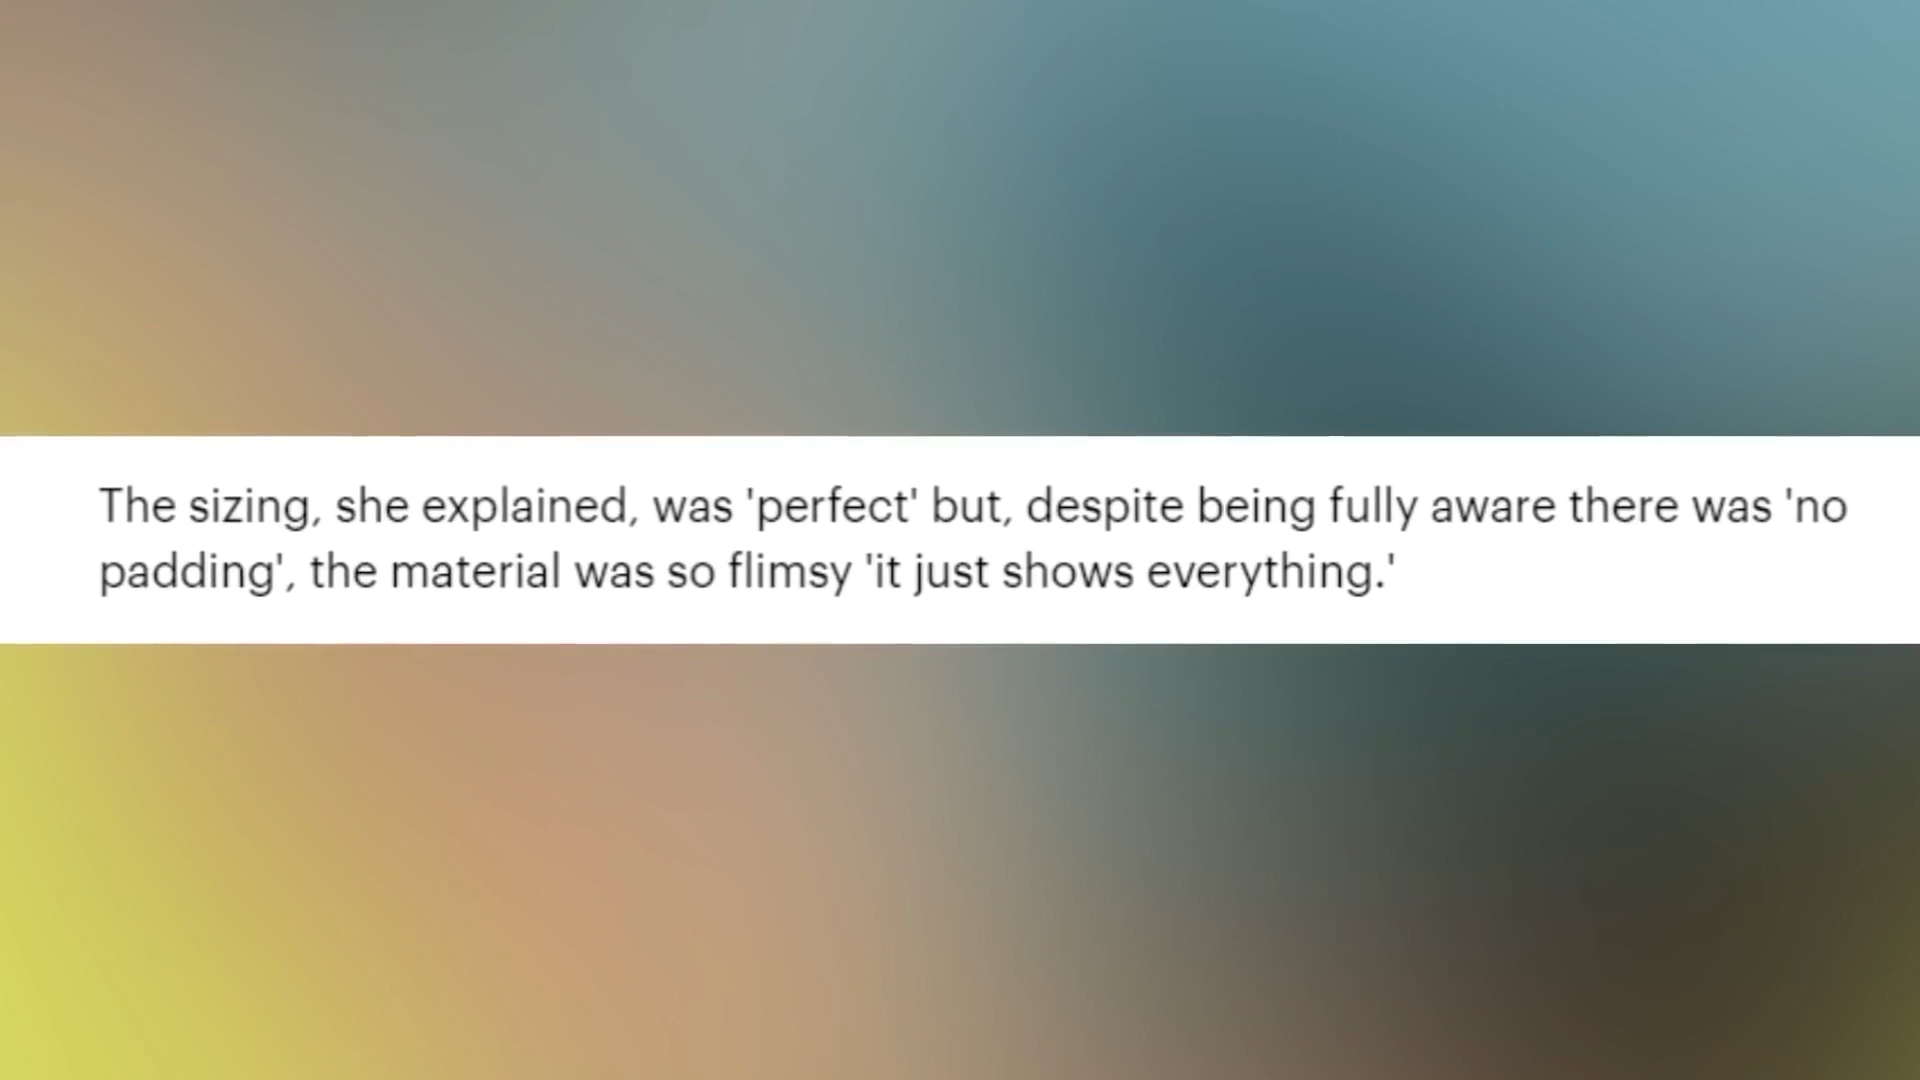 The sizing, she explained, was 'perfect' but, despite being fully aware there was 'no
padding', the material was so flimsy 'it just shows everything.'